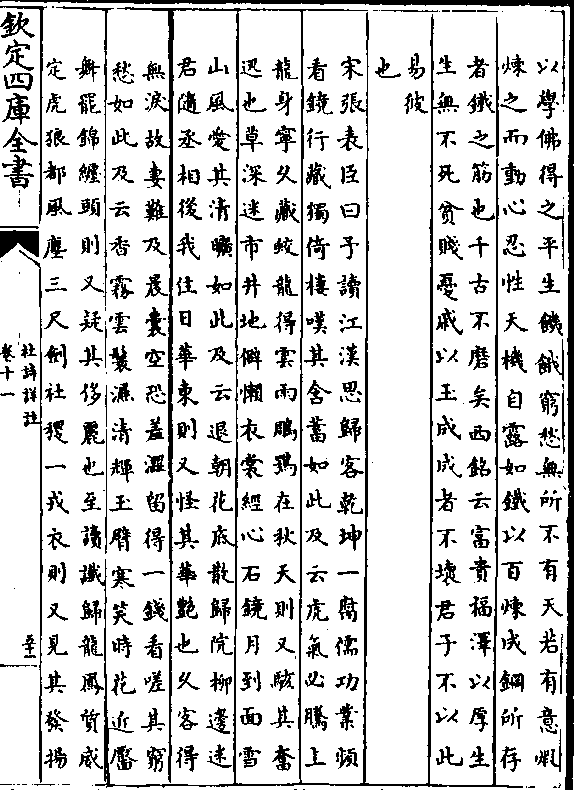 以學佛得之平生饑餓窮愁無所不有天若有意煅
煉之而動心忍性天機自露如鐵以百煉成鋼所存
者鐵之筋也千古不磨矣西銘云富貴福澤以厚生
生無不死貧賤憂戚以玉成成者不壞君子不以此
易彼
也
宋張表臣曰予讀江漢思歸客乾坤一腐儒功業頻
看鏡行藏獨倚樓嘆其含蓄如此及云虎氣必騰上
龍身寧久藏蛟龍得雲雨鵰鶚在秋天則又駭其奮
迅也草深迷市井地僻懶衣裳經心石鏡月到面雪
山風愛其清曠如此及云退朝花底散歸院柳邊迷
君隨丞相後我住日華東則又怪其華艷也久客得
無淚故妻難及晨囊空恐羞澀留得一錢看嗟其窮
愁如此及云香霧雲鬟濕清輝玉臂寒笑時花近靨
舞罷錦纏頭則又疑其侈麗也至讀讖歸龍鳳質威
定虎狼都風塵三尺劍社稷一戎衣則又見其發揚
欽定四庫全書
杜詩詳註
卷十一
至二